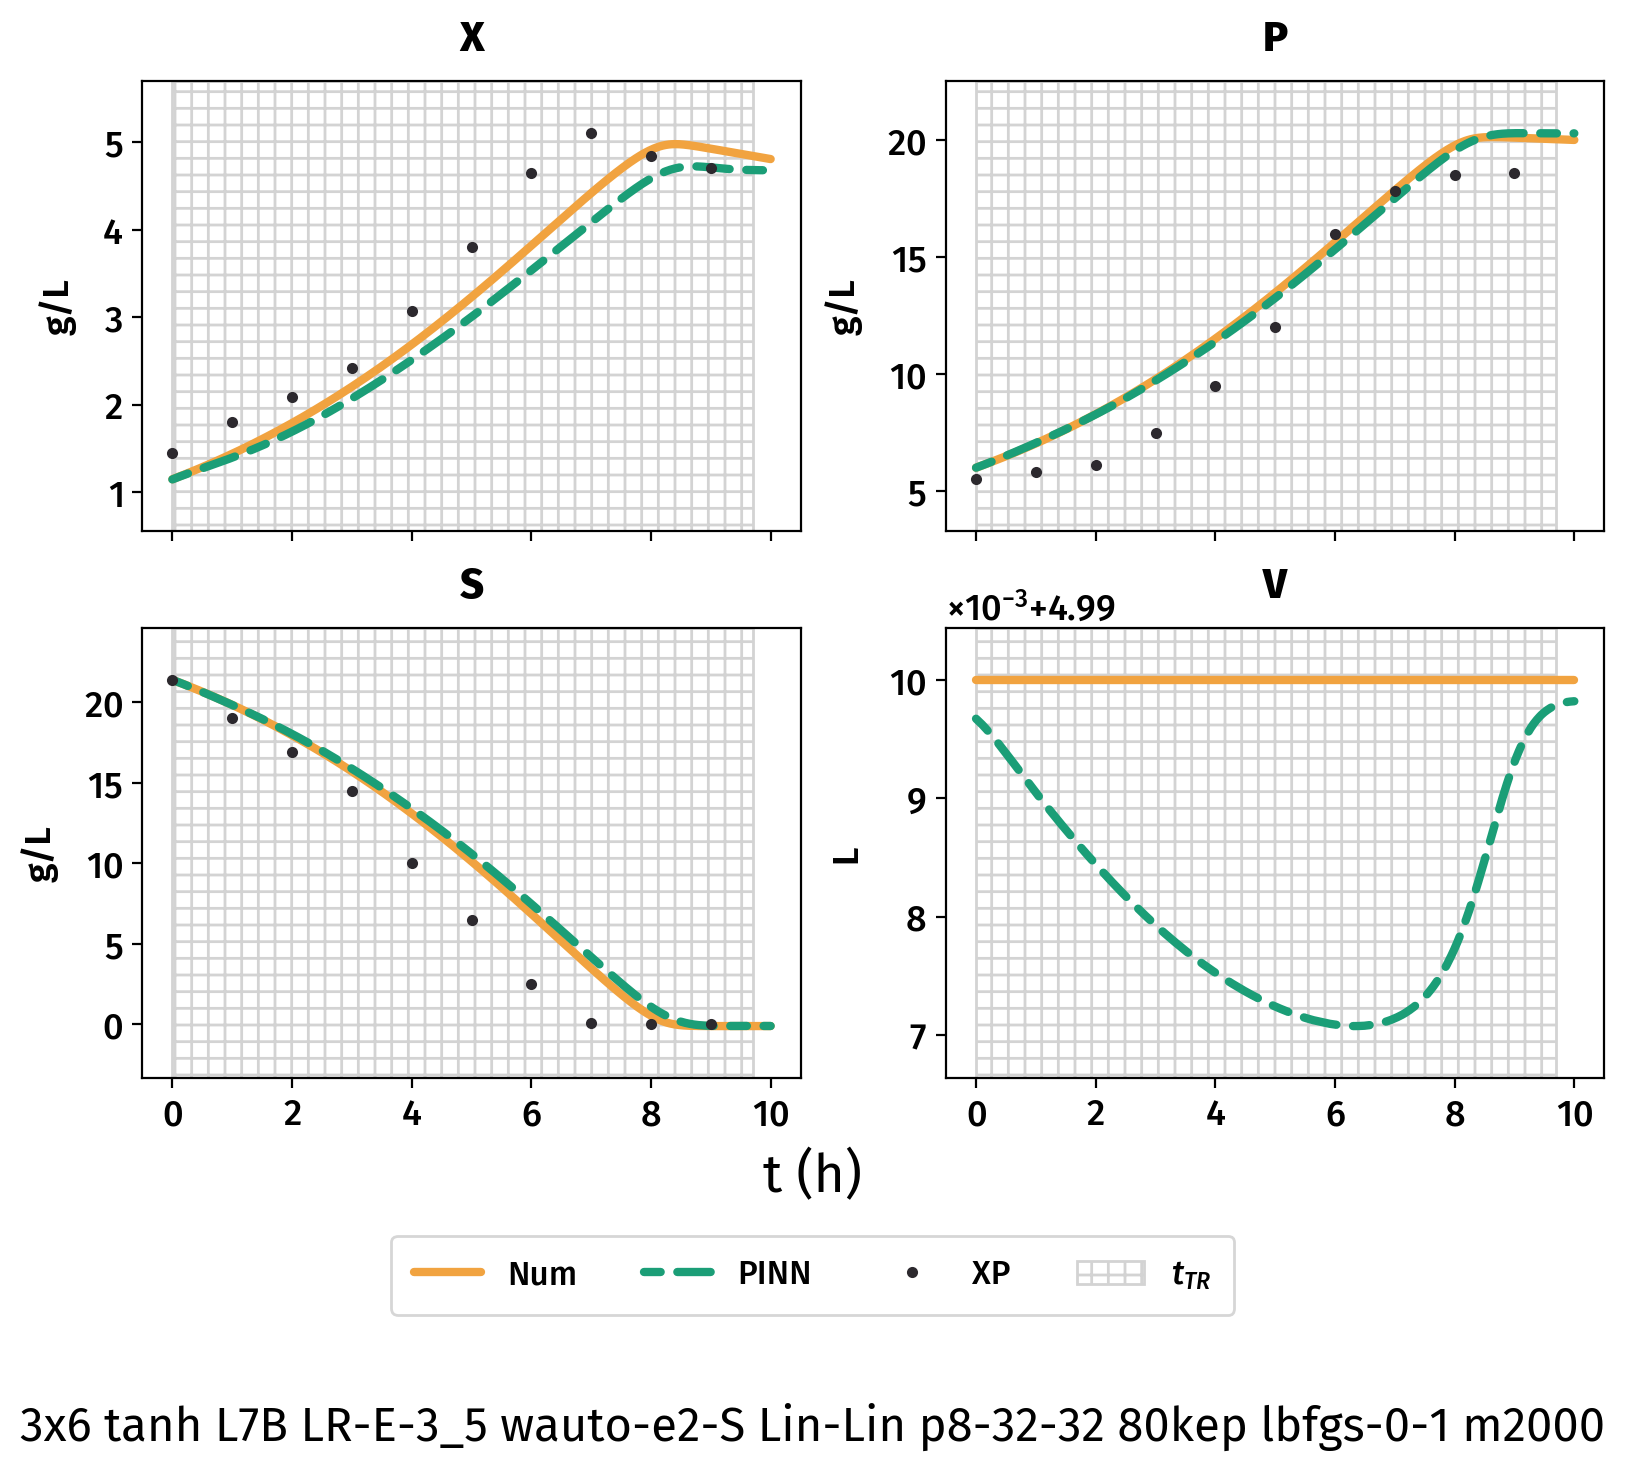 X
P
5
4
3
2
1
g/L
20
15
10
5
g/L
S
V
×10⁻³+4.99
20
15
10
5
0
g/L
10
9
8
7
L
0 2 4 6 8 10
0 2 4 6 8 10
t (h)
Num PINN XP t_TR
3x6 tanh L7B LR-E-3_5 wauto-e2-S Lin-Lin p8-32-32 80kep lbfgs-0-1 m2000